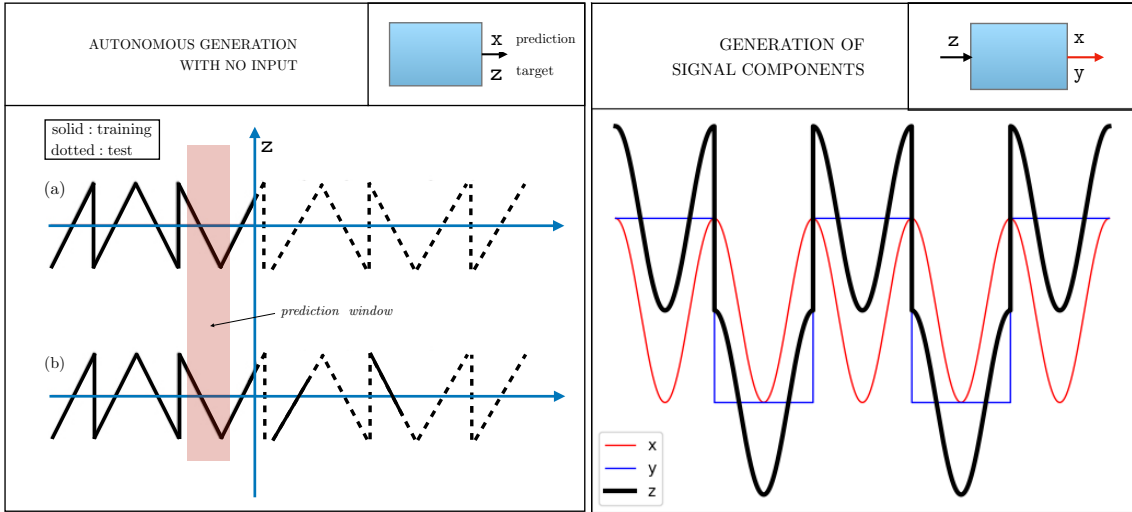 AUTONOMOUS GENERATION
WITH NO INPUT
x prediction
z target
solid : training
dotted : test
z
(a)
prediction window
(b)
GENERATION OF
SIGNAL COMPONENTS
z
x
y
x
y
z